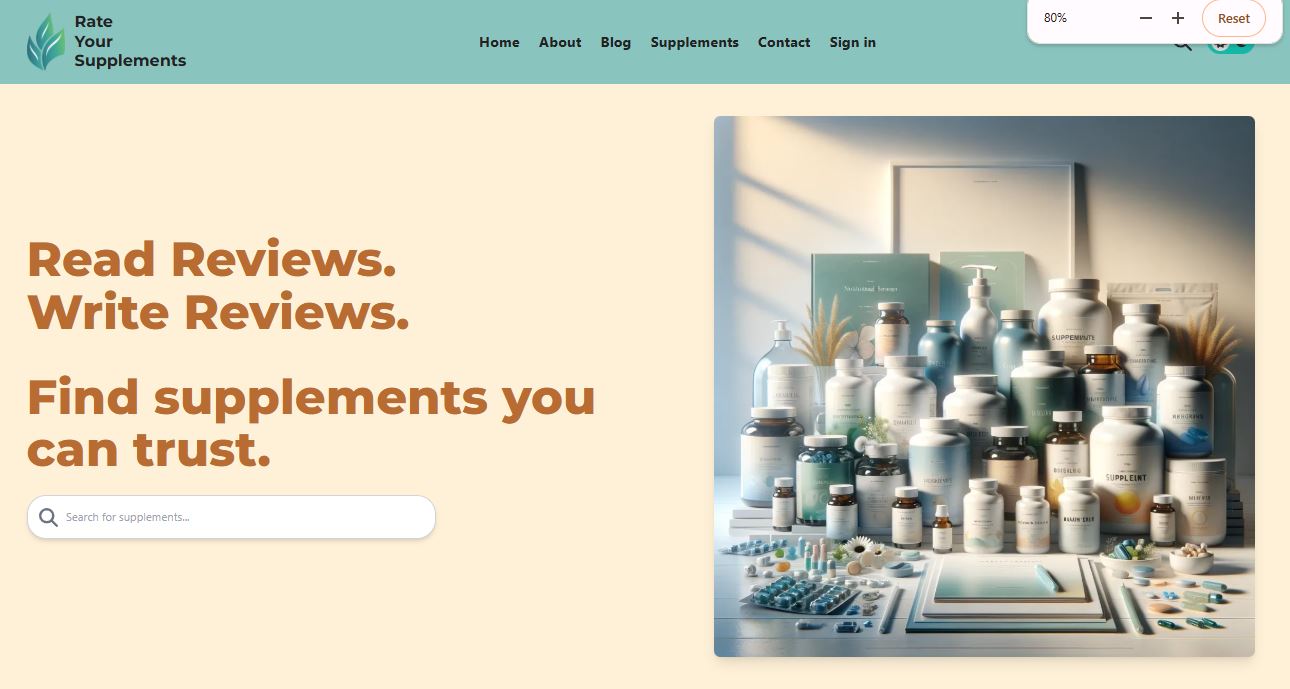 Rate
Your
Supplements
Home About Blog Supplements Contact Sign in
80%
Reset
Read Reviews.
Write Reviews.
Find supplements you
can trust.
Search for supplements...
SUPPEMMUTE
SUPPLEINT